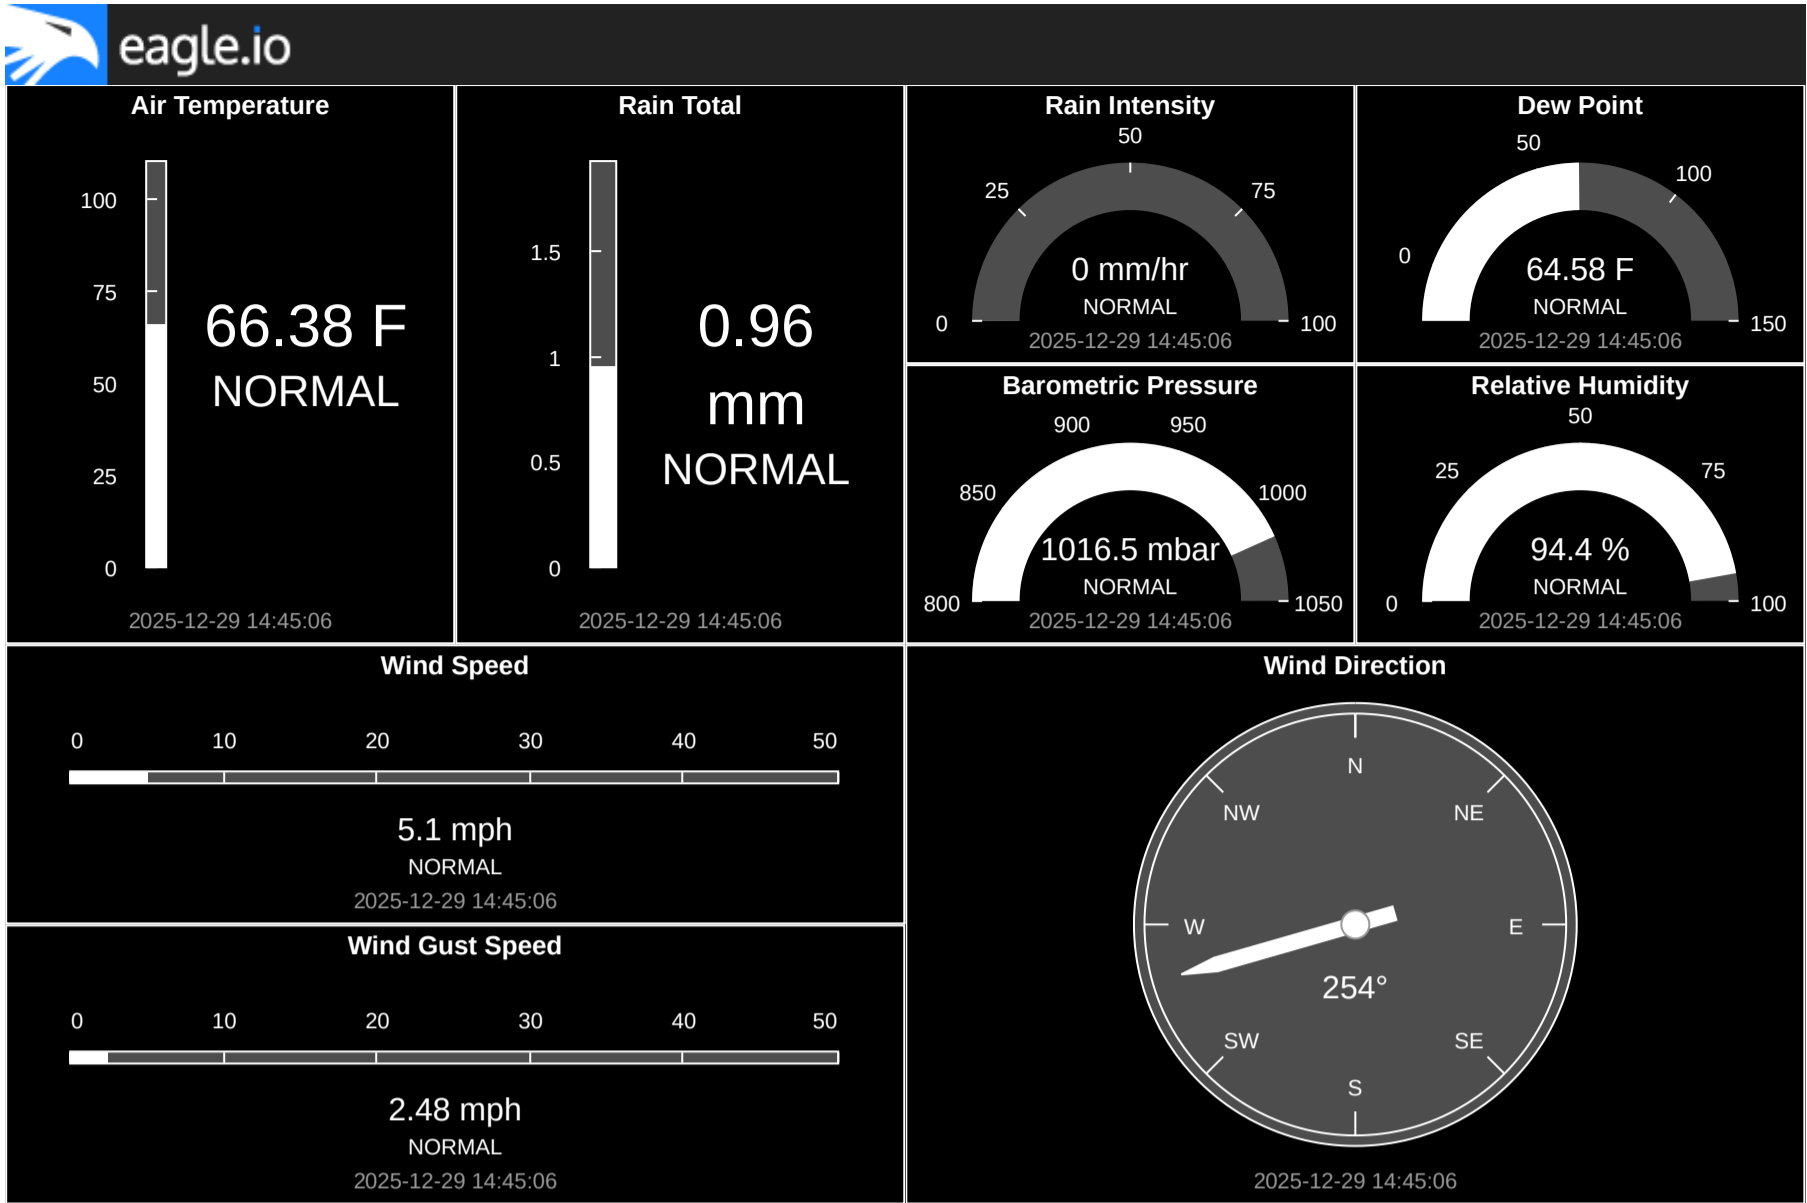 eagle.io
Air Temperature
100
75
50
25
0
66.38 F
NORMAL
2025-12-29 14:45:06
Rain Total
1.5
1
0.5
0
0.96
mm
NORMAL
2025-12-29 14:45:06
Rain Intensity
50
25
75
0
100
0 mm/hr
NORMAL
2025-12-29 14:45:06
Dew Point
50
100
0
150
64.58 F
NORMAL
2025-12-29 14:45:06
Barometric Pressure
900
950
850
1000
800
1050
1016.5 mbar
NORMAL
2025-12-29 14:45:06
Relative Humidity
50
25
75
0
100
94.4 %
NORMAL
2025-12-29 14:45:06
Wind Speed
0 10 20 30 40 50
5.1 mph
NORMAL
2025-12-29 14:45:06
Wind Gust Speed
0 10 20 30 40 50
2.48 mph
NORMAL
2025-12-29 14:45:06
Wind Direction
N
NW
NE
W
E
254°
SW
SE
S
2025-12-29 14:45:06